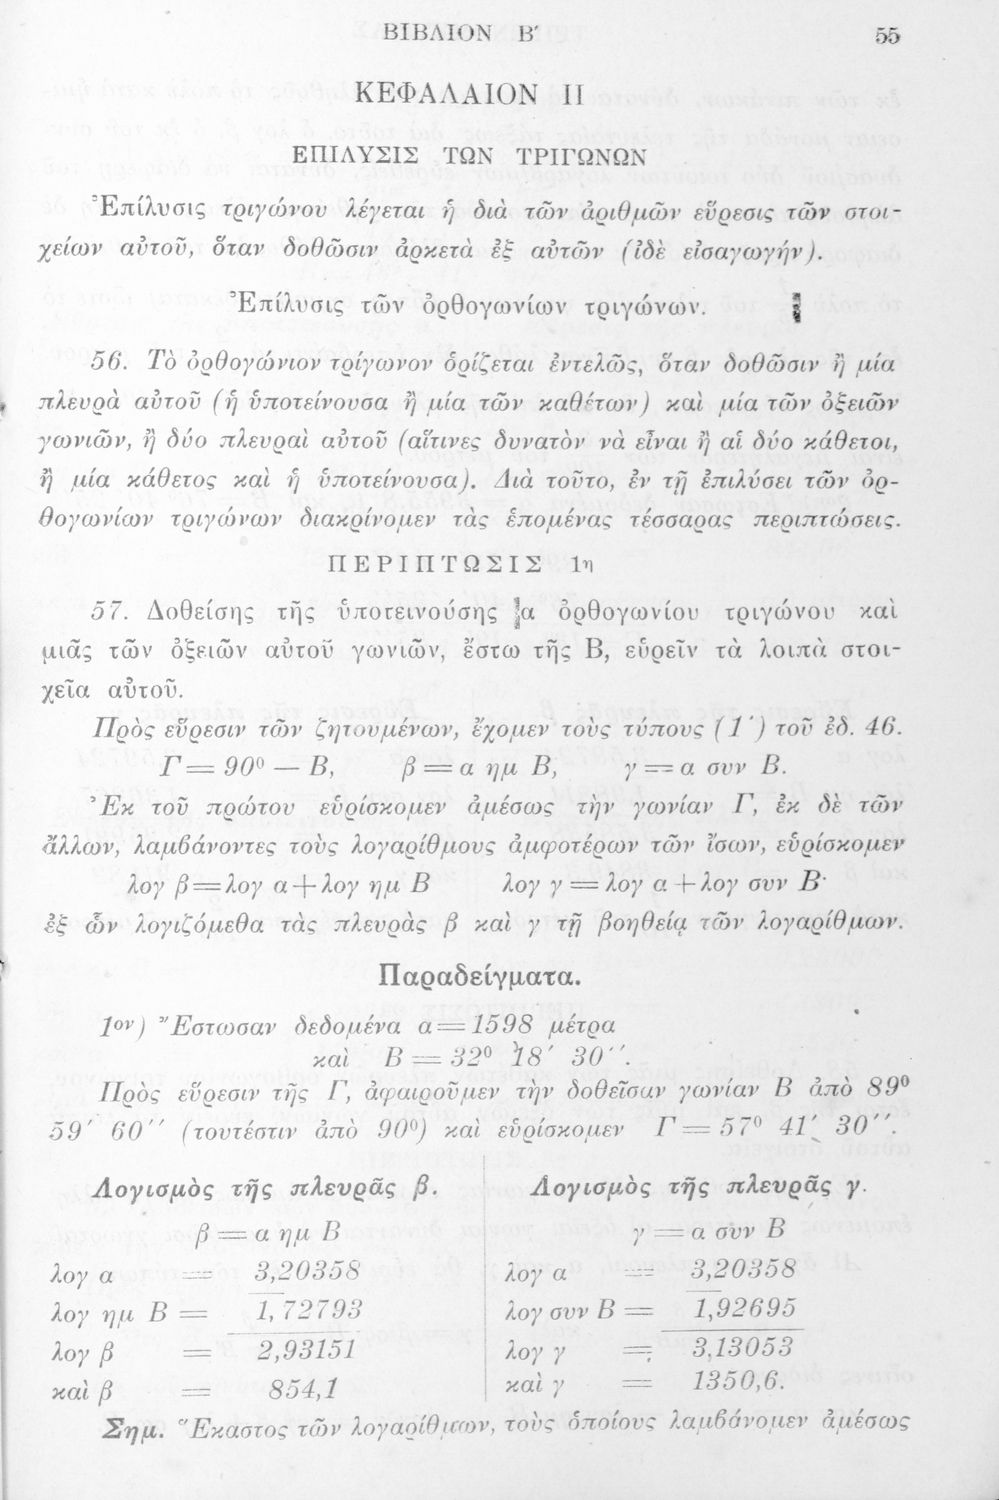 ΒΙΒΛΙΟΝ Βʹ 55
ΚΕΦΑΛΑΙΟΝ ΙΙ
ΕΠΙΛΥΣΙΣ ΤΩΝ ΤΡΙΓΩΝΩΝ
Ἐπίλυσις τριγώνου λέγεται ἡ διὰ τῶν ἀριθμῶν εὕρεσις τῶν στοι-
χείων αὐτοῦ, ὅταν δοθῶσιν ἀρκετὰ ἐξ αὐτῶν (ἰδὲ εἰσαγωγήν).
Ἐπίλυσις τῶν ὀρθογωνίων τριγώνων.
56. Τὸ ὀρθογώνιον τρίγωνον ὁρίζεται ἐντελῶς, ὅταν δοθῶσιν ἢ μία
πλευρὰ αὐτοῦ (ἡ ὑποτείνουσα ἢ μία τῶν καθέτων) καὶ μία τῶν ὀξειῶν
γωνιῶν, ἢ δύο πλευραὶ αὐτοῦ (αἵτινες δυνατὸν νὰ εἶναι ἢ αἱ δύο κάθετοι,
ἢ μία κάθετος καὶ ἡ ὑποτείνουσα). Διὰ τοῦτο, ἐν τῇ ἐπιλύσει τῶν ὀρ-
θογωνίων τριγώνων διακρίνομεν τὰς ἑπομένας τέσσαρας περιπτώσεις.
ΠΕΡΙΠΤΩΣΙΣ 1η
57. Δοθείσης τῆς ὑποτεινούσης α ὀρθογωνίου τριγώνου καὶ
μιᾶς τῶν ὀξειῶν αὐτοῦ γωνιῶν, ἔστω τῆς Β, εὑρεῖν τὰ λοιπὰ στοι-
χεῖα αὐτοῦ.
Πρὸς εὕρεσιν τῶν ζητουμένων, ἔχομεν τοὺς τύπους (1ʹ) τοῦ ἐδ. 46.
Γ = 90⁰ — Β, β = α ημ Β, γ = α συν Β.
Ἐκ τοῦ πρώτου εὑρίσκομεν ἀμέσως τὴν γωνίαν Γ, ἐκ δὲ τῶν
ἄλλων, λαμβάνοντες τοὺς λογαρίθμους ἀμφοτέρων τῶν ἴσων, εὑρίσκομεν
λογ β = λογ α + λογ ημ Β λογ γ = λογ α + λογ συν Β·
ἐξ ὧν λογιζόμεθα τὰς πλευρὰς β καὶ γ τῇ βοηθείᾳ τῶν λογαρίθμων.
Παραδείγματα.
1ον) Ἔστωσαν δεδομένα α = 1598 μέτρα
καὶ Β = 32⁰ 18ʹ 30ʹʹ.
Πρὸς εὕρεσιν τῆς Γ, ἀφαιροῦμεν τὴν δοθεῖσαν γωνίαν Β ἀπὸ 89⁰
59ʹ 60ʹʹ (τουτέστιν ἀπὸ 90⁰) καὶ εὑρίσκομεν Γ = 57⁰ 41ʹ 30ʹʹ.
Λογισμὸς τῆς πλευρᾶς β.
β = α ημ Β
λογ α = 3,20358
λογ ημ Β = 1̅,72793
λογ β = 2,93151
καὶ β = 854,1
Λογισμὸς τῆς πλευρᾶς γ.
γ = α συν Β
λογ α = 3,20358
λογ συν Β = 1̅,92695
λογ γ = 3,13053
καὶ γ = 1350,6.
Σημ. Ἕκαστος τῶν λογαρίθμων, τοὺς ὁποίους λαμβάνομεν ἀμέσως